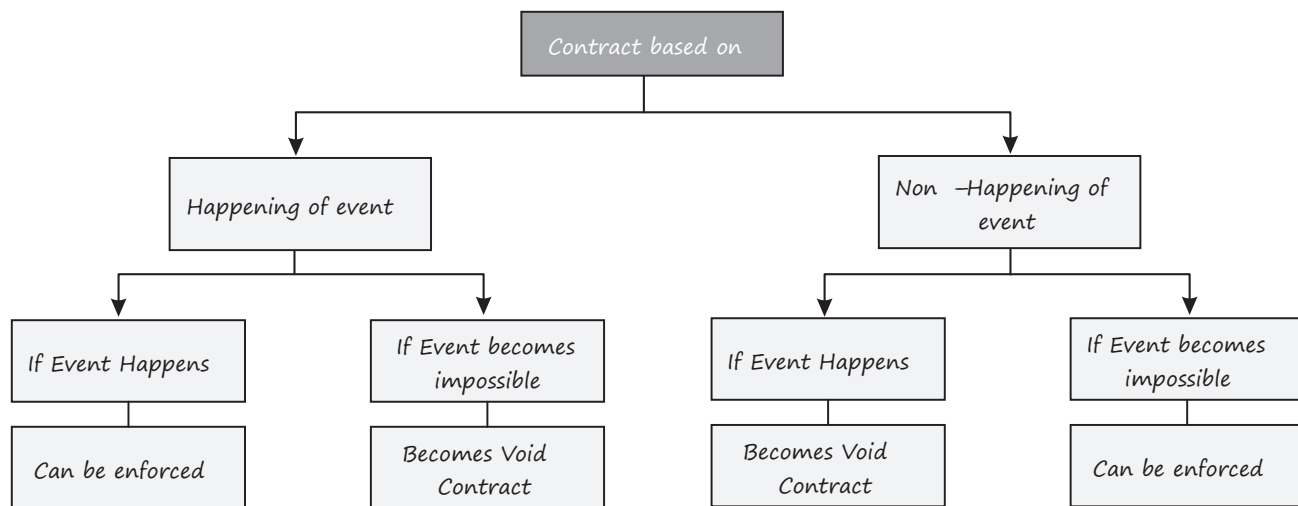 Contract based on
Happening of event
Non –Happening of
event
If Event Happens
If Event becomes
impossible
If Event Happens
If Event becomes
impossible
Can be enforced
Becomes Void
Contract
Becomes Void
Contract
Can be enforced